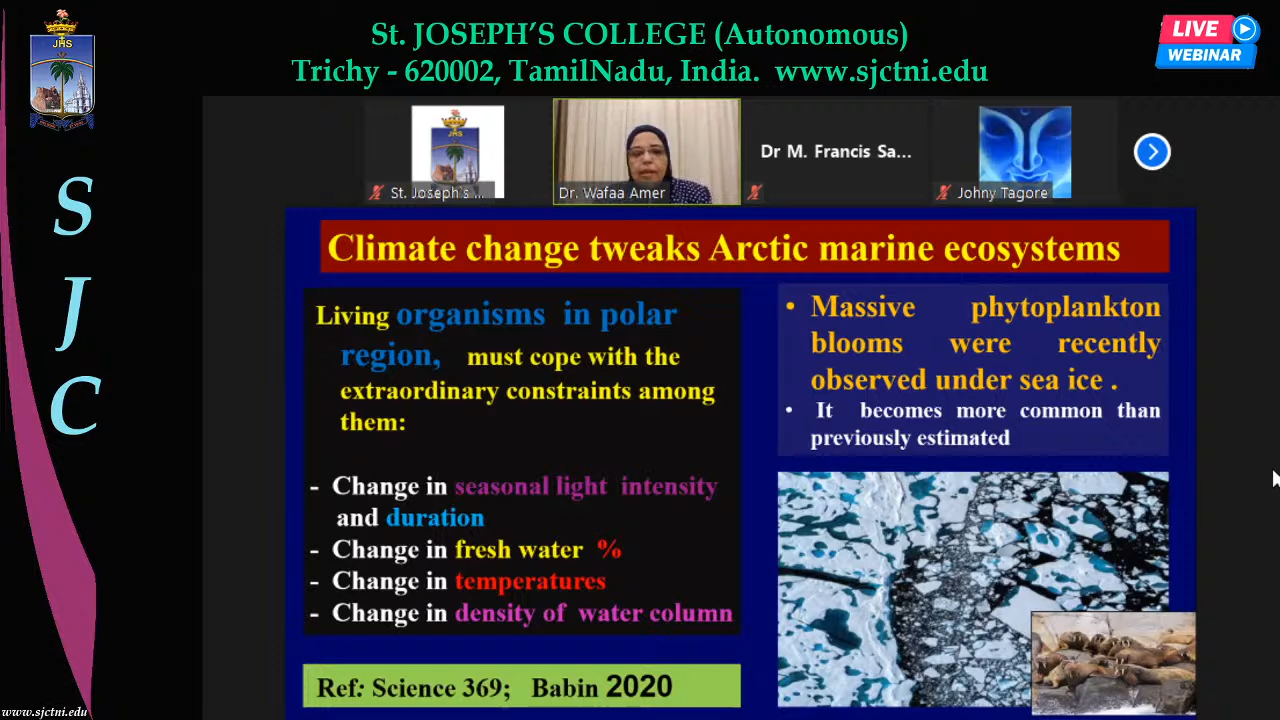 St. JOSEPH'S COLLEGE (Autonomous)
Trichy - 620002, TamilNadu, India. www.sjctni.edu
LIVE
WEBINAR
JHS
S
J
C
St. Joseph's ...
Dr. Wafaa Amer
Dr M. Francis Sa...
Johny Tagore
Climate change tweaks Arctic marine ecosystems
Living organisms in polar
region, must cope with the
extraordinary constraints among
them:
- Change in seasonal light intensity
and duration
- Change in fresh water %
- Change in temperatures
- Change in density of water column
Ref: Science 369; Babin 2020
• Massive phytoplankton
blooms were recently
observed under sea ice .
• It becomes more common than
previously estimated
www.sjctni.edu